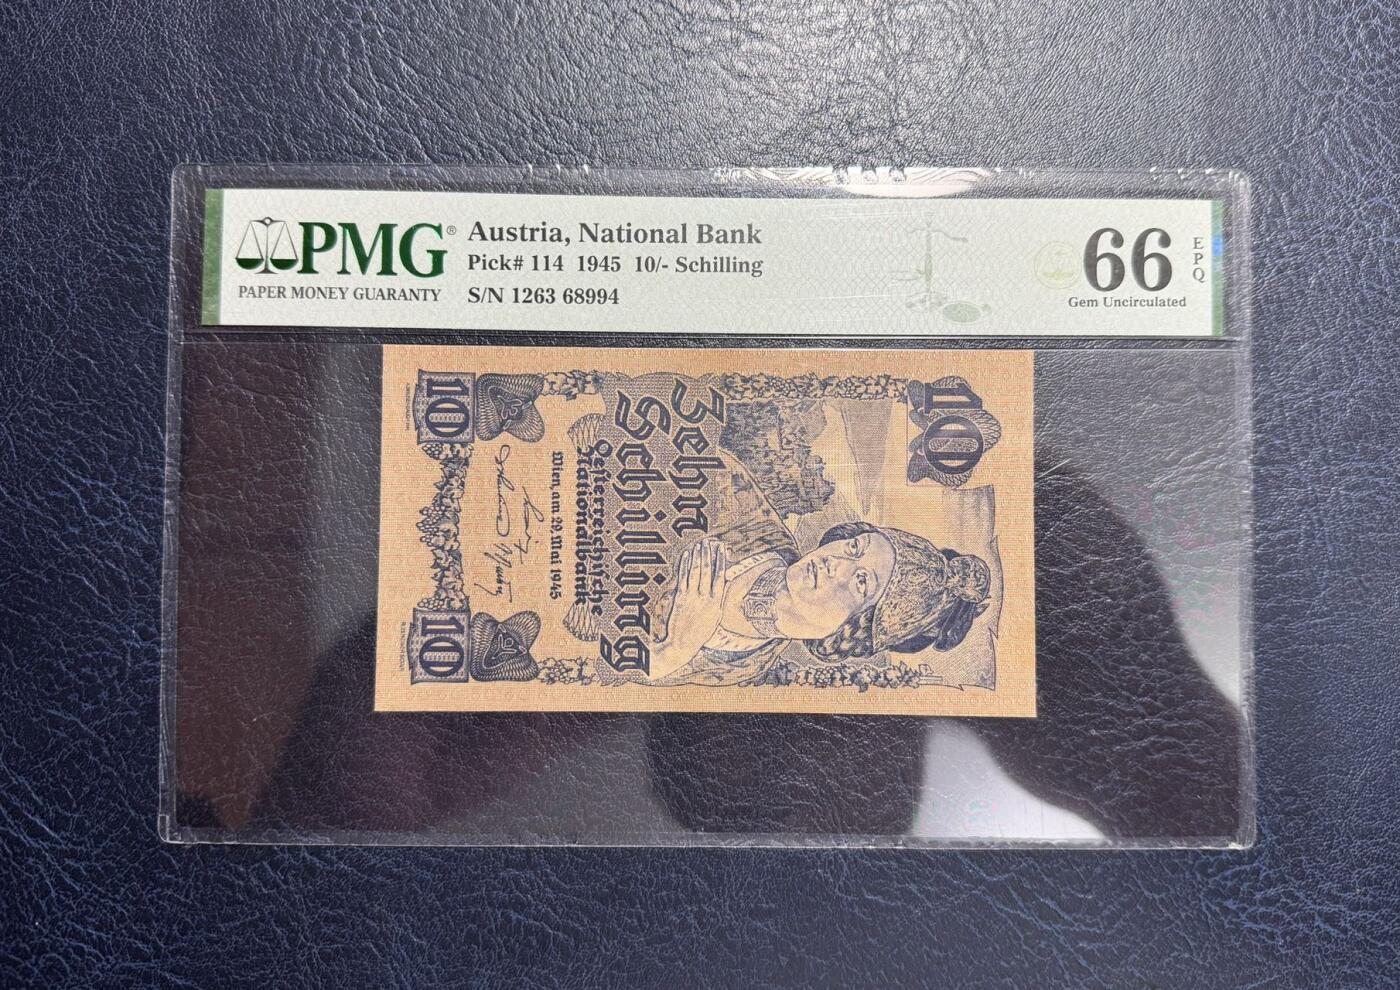 PMG®
PAPER MONEY GUARANTY
Austria, National Bank
Pick# 114 1945 10/- Schilling
S/N 1263 68994
66
EPQ
Gem Uncirculated
10
10
10
Zehn
Schilling
Oesterreichische
Nationalbank
Wien, am 29. Mai 1945